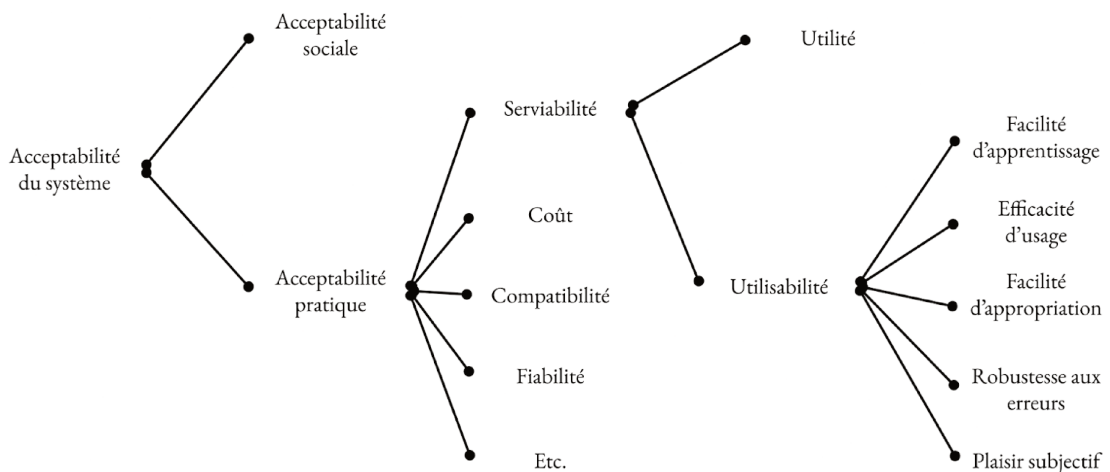 Acceptabilité
du système
Acceptabilité
sociale
Acceptabilité
pratique
Serviabilité
Coût
Compatibilité
Fiabilité
Etc.
Utilité
Utilisabilité
Facilité
d’apprentissage
Efficacité
d’usage
Facilité
d’appropriation
Robustesse aux
erreurs
Plaisir subjectif